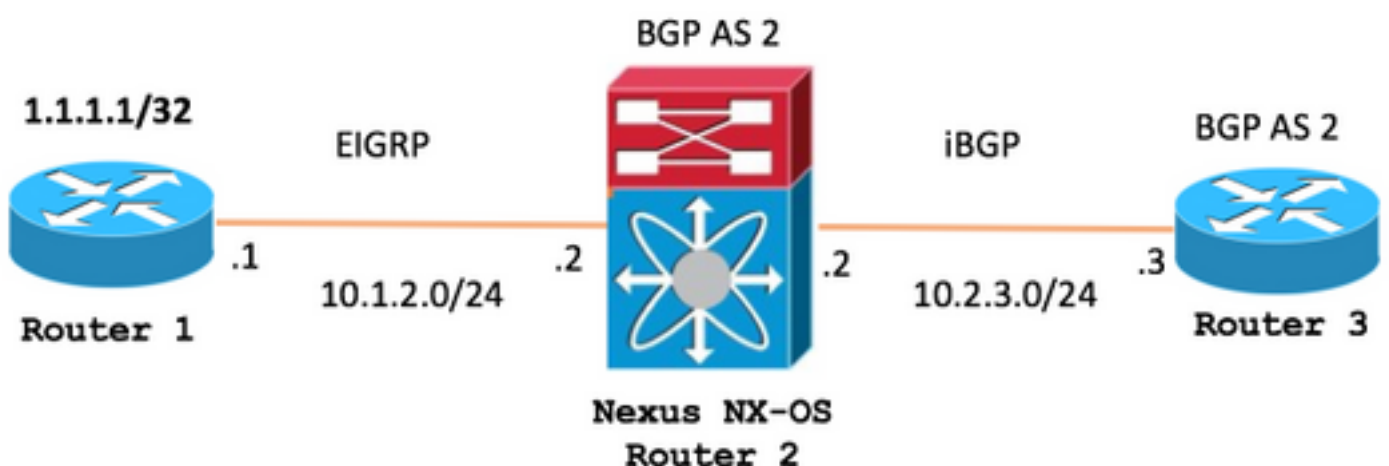 BGP AS 2
1.1.1.1/32
EIGRP
iBGP
BGP AS 2
.1
.2
.2
.3
10.1.2.0/24
10.2.3.0/24
Router 1
Router 3
Nexus NX-OS
Router 2